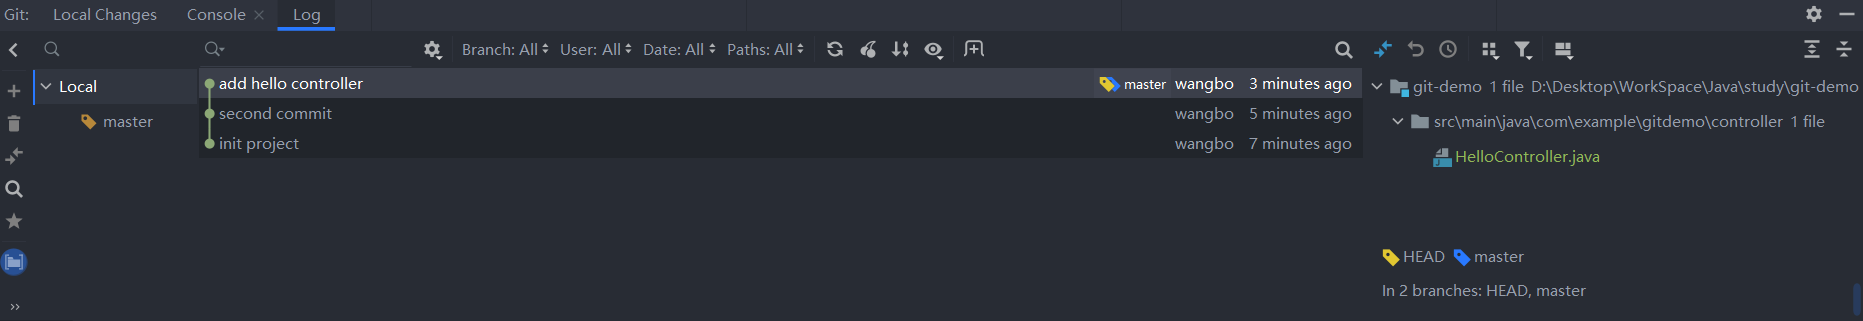 Git: Local Changes Console Log
Branch: All User: All Date: All Paths: All
Local
master
add hello controller master wangbo 3 minutes ago
second commit wangbo 5 minutes ago
init project wangbo 7 minutes ago
git-demo 1 file D:\Desktop\WorkSpace\Java\study\git-demo
src\main\java\com\example\gitdemo\controller 1 file
HelloController.java
HEAD master
In 2 branches: HEAD, master